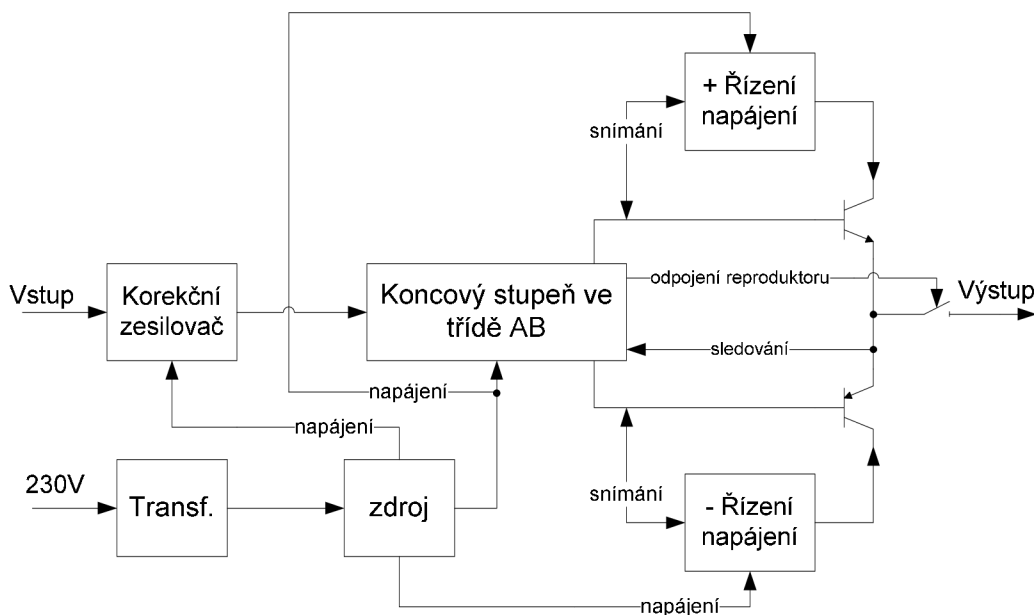 + Řízení
napájení
snímání
Vstup
Korekční
zesilovač
Koncový stupeň ve
třídě AB
odpojení reproduktoru
Výstup
sledování
napájení
napájení
230V
Transf.
zdroj
snímání
- Řízení
napájení
napájení